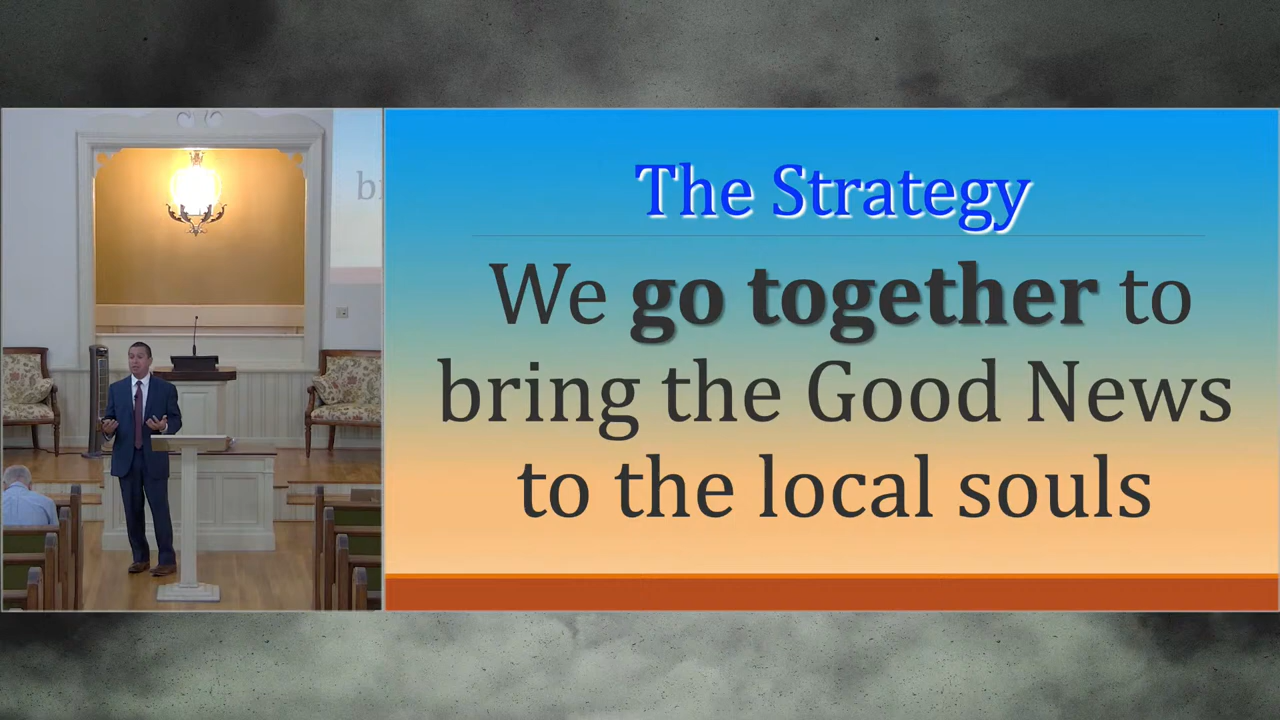 The Strategy
We go together to
bring the Good News
to the local souls